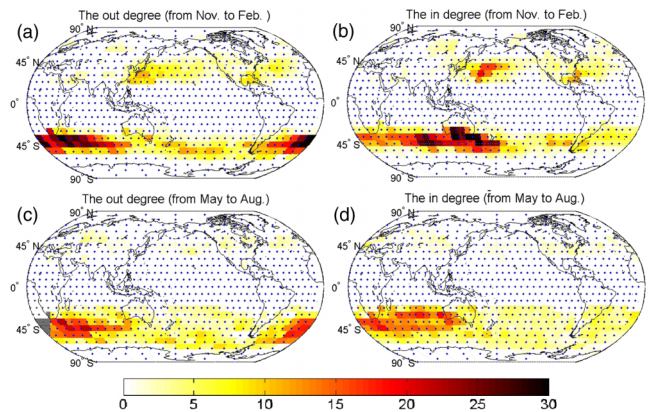 (a) The out degree (from Nov. to Feb. )
90° N
45° N
0°
45° S
90° S
(b) The in degree (from Nov. to Feb.)
90° N
45° N
0°
45° S
90° S
(c) The out degree (from May to Aug.)
90° N
45° N
0°
45° S
90° S
(d) The in degree (from May to Aug.)
90° N
45° N
0°
45° S
90° S
0 5 10 15 20 25 30